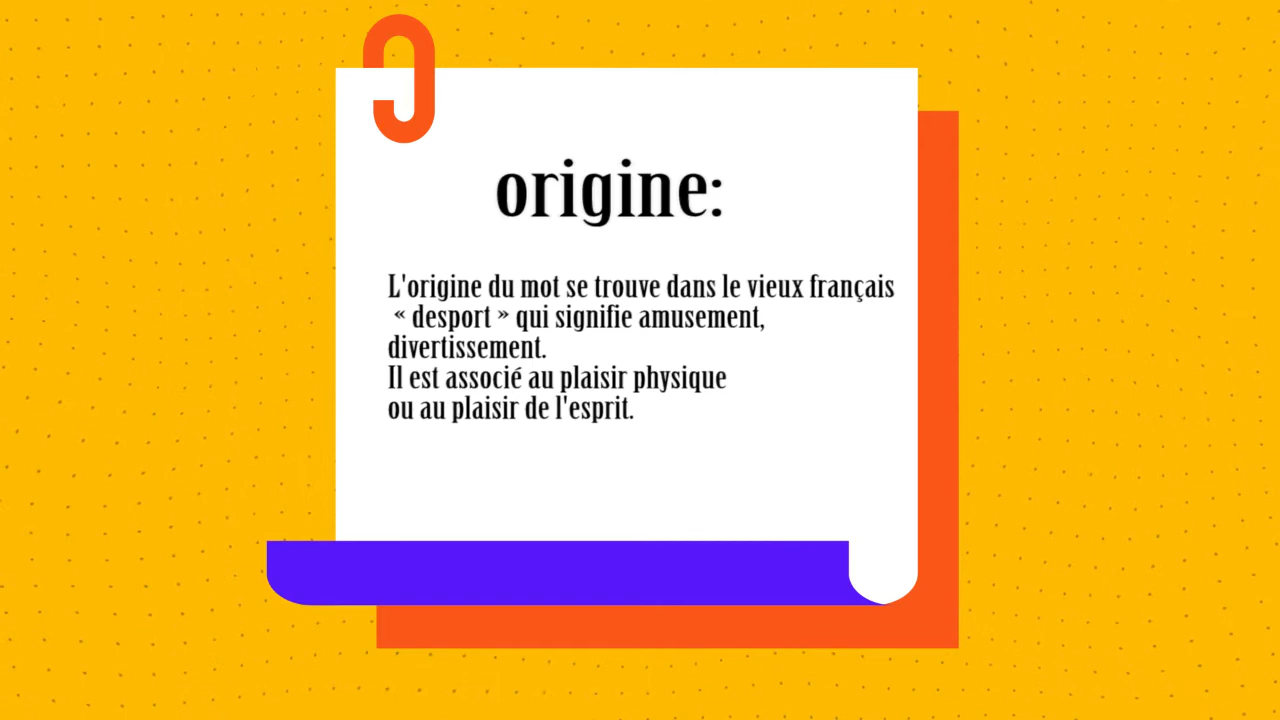 origine:
L'origine du mot se trouve dans le vieux français
« desport » qui signifie amusement,
divertissement.
Il est associé au plaisir physique
ou au plaisir de l'esprit.